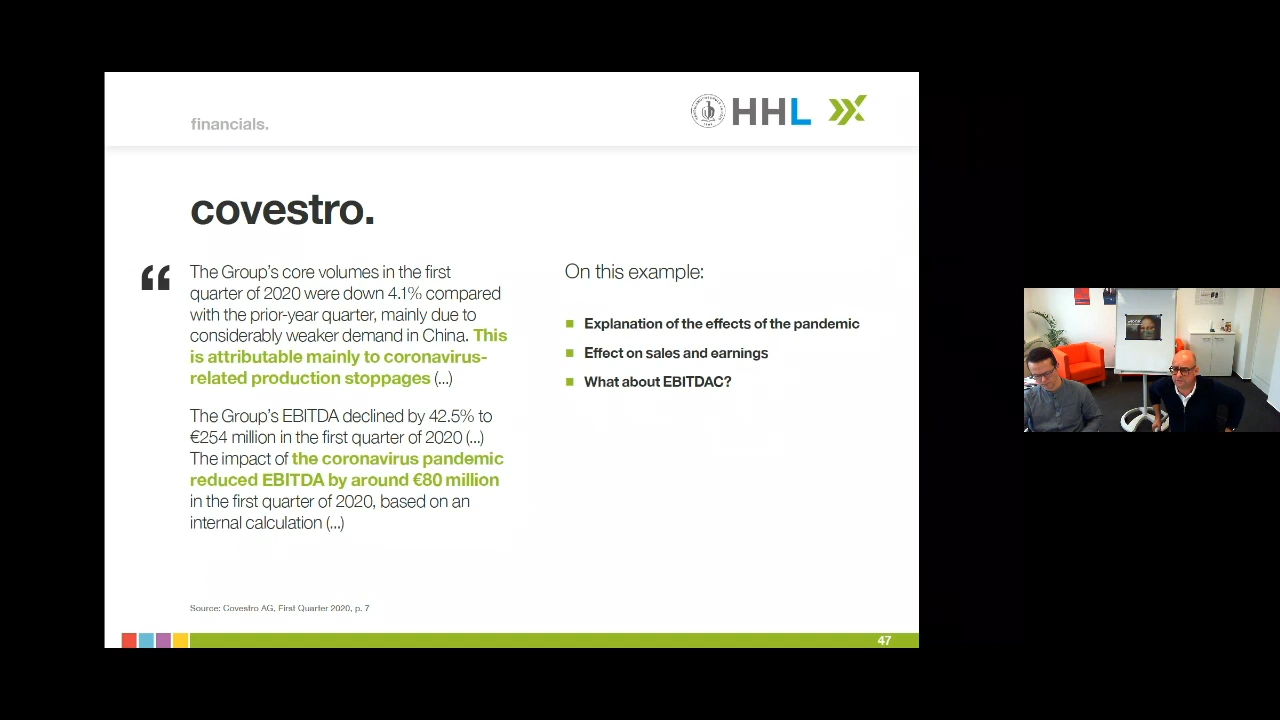 financials.
HHL
covestro.
“
The Group's core volumes in the first
quarter of 2020 were down 4.1% compared
with the prior-year quarter, mainly due to
considerably weaker demand in China. This
is attributable mainly to coronavirus-
related production stoppages (...)
The Group's EBITDA declined by 42.5% to
€254 million in the first quarter of 2020 (...)
The impact of the coronavirus pandemic
reduced EBITDA by around €80 million
in the first quarter of 2020, based on an
internal calculation (...)
On this example:
Explanation of the effects of the pandemic
Effect on sales and earnings
What about EBITDAC?
Source: Covestro AG, First Quarter 2020, p. 7
47